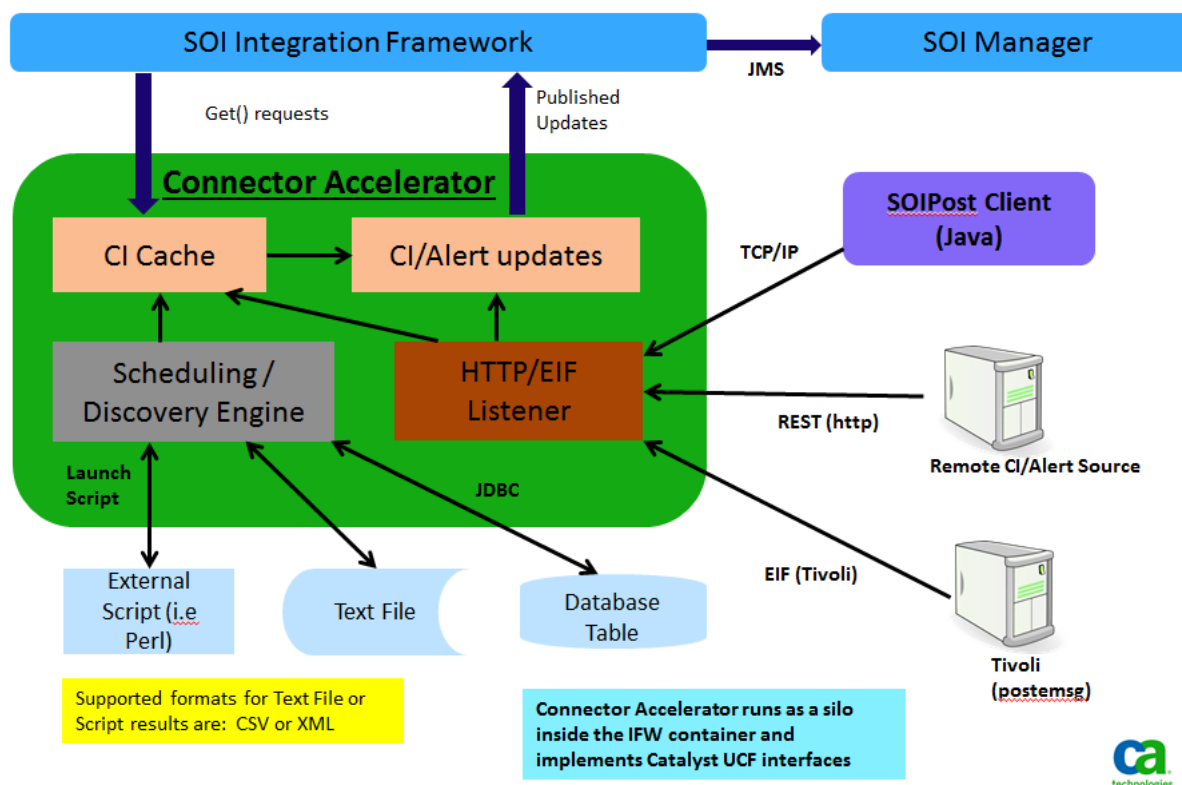 SOI Integration Framework
SOI Manager
JMS
Get() requests
Published
Updates
Connector Accelerator
SOIPost Client
(Java)
CI Cache
CI/Alert updates
TCP/IP
Scheduling /
Discovery Engine
HTTP/EIF
Listener
REST (http)
Remote CI/Alert Source
Launch
Script
JDBC
EIF (Tivoli)
External
Script (i.e
Perl)
Text File
Database
Table
Tivoli
(postemsg)
Supported formats for Text File or
Script results are: CSV or XML
Connector Accelerator runs as a silo
inside the IFW container and
implements Catalyst UCF interfaces
ca
technologies